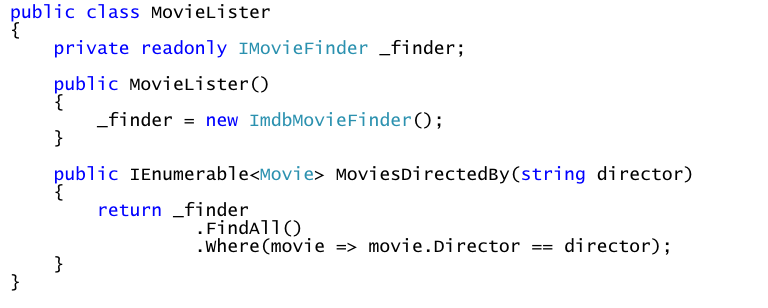 public class MovieLister
{
    private readonly IMovieFinder _finder;

    public MovieLister()
    {
        _finder = new ImdbMovieFinder();
    }

    public IEnumerable<Movie> MoviesDirectedBy(string director)
    {
        return _finder
                 .FindAll()
                 .Where(movie => movie.Director == director);
    }
}